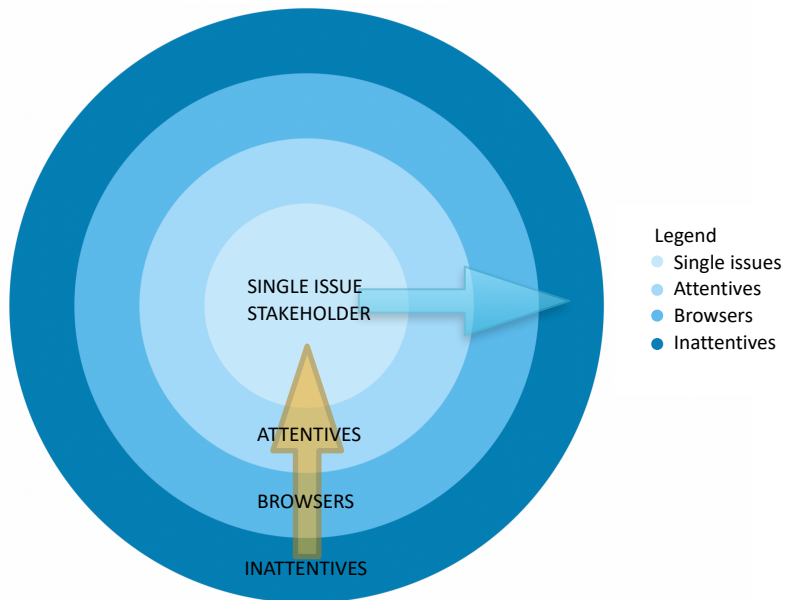 SINGLE ISSUE
STAKEHOLDER
ATTENTIVES
BROWSERS
INATTENTIVES
Legend
Single issues
Attentives
Browsers
Inattentives